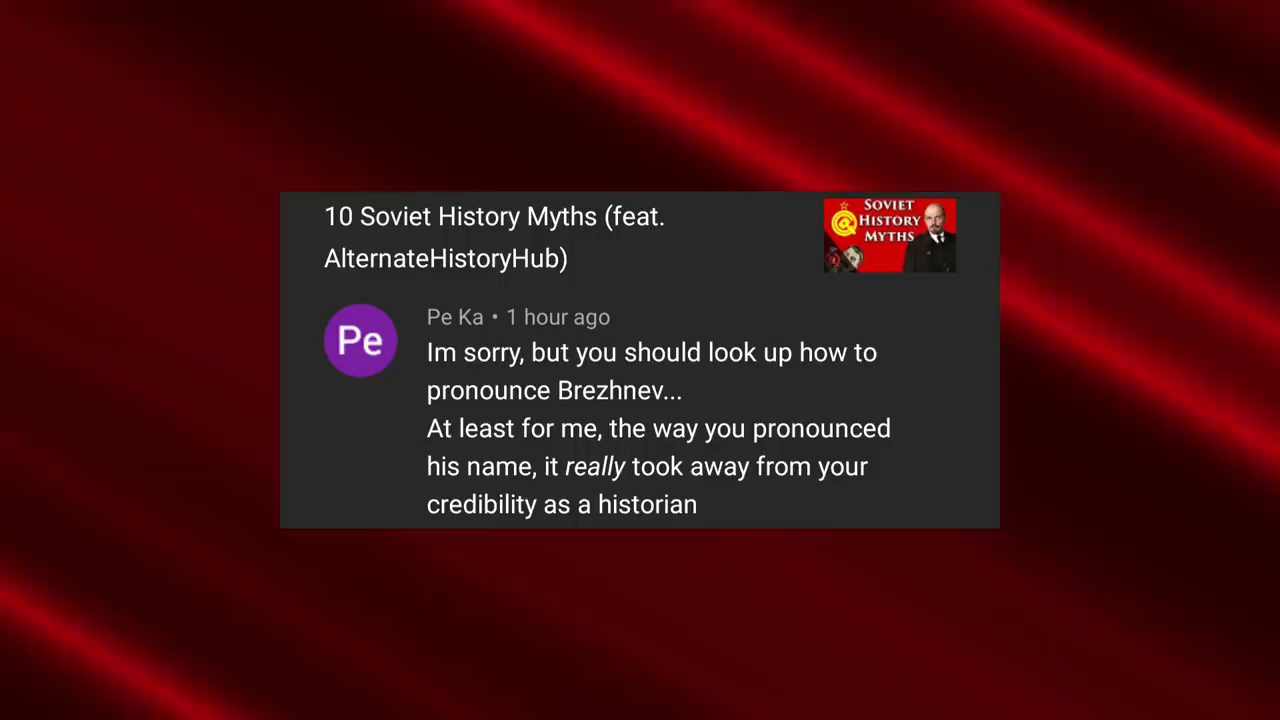 10 Soviet History Myths (feat.
AlternateHistoryHub)
SOVIET
HISTORY
MYTHS
Pe
Pe Ka • 1 hour ago
Im sorry, but you should look up how to
pronounce Brezhnev...
At least for me, the way you pronounced
his name, it really took away from your
credibility as a historian